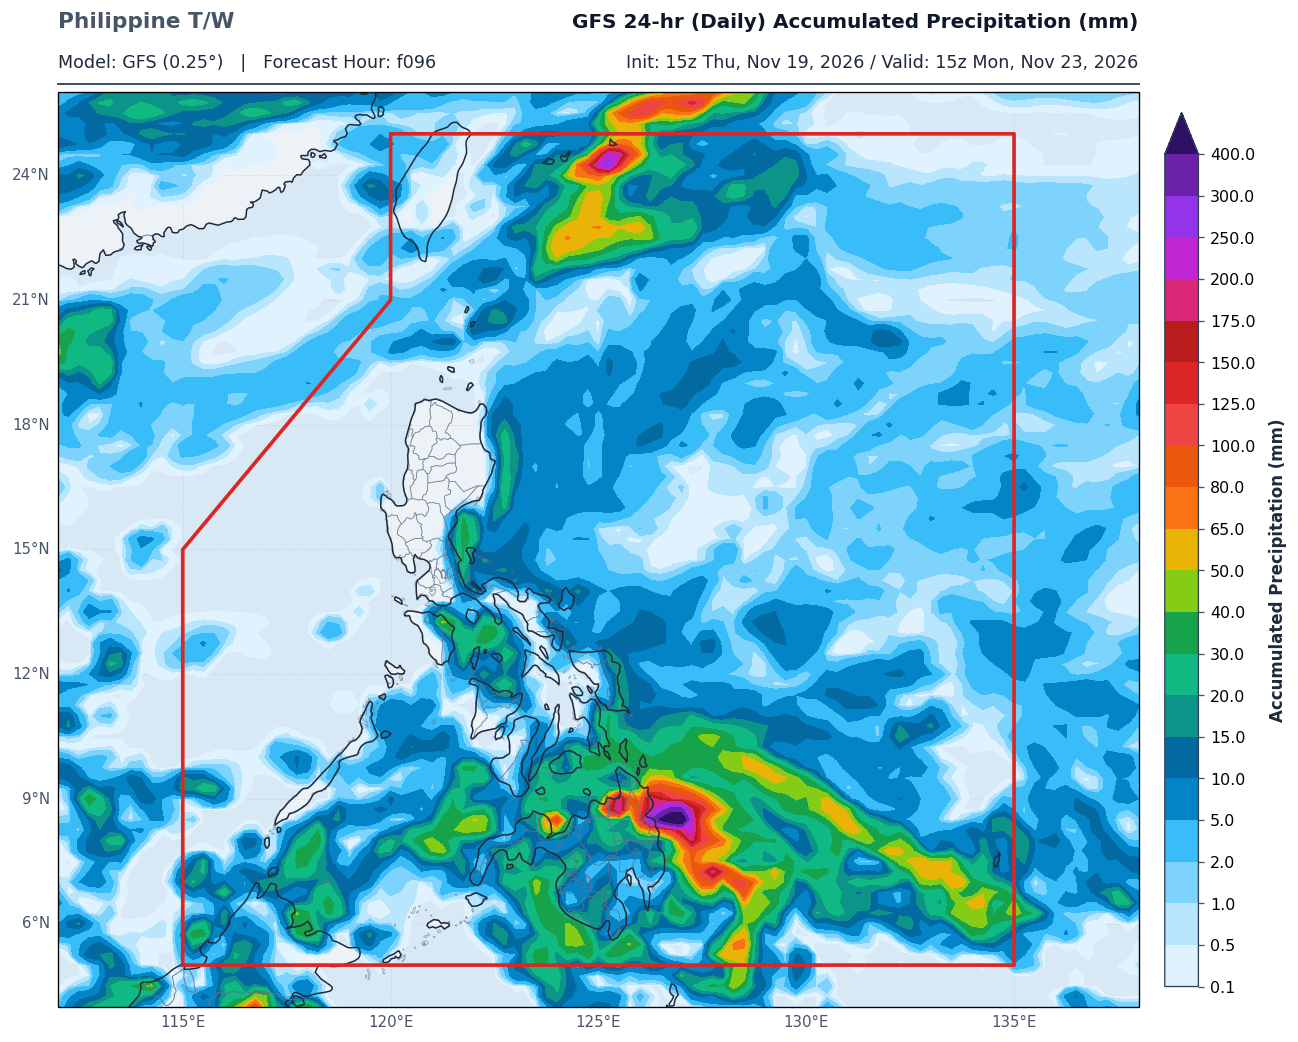 Philippine T/W
GFS 24-hr (Daily) Accumulated Precipitation (mm)
Model: GFS (0.25°)   |   Forecast Hour: f096
Init: 15z Thu, Nov 19, 2026 / Valid: 15z Mon, Nov 23, 2026
24°N
21°N
18°N
15°N
12°N
9°N
6°N
115°E
120°E
125°E
130°E
135°E
400.0
300.0
250.0
200.0
175.0
150.0
125.0
100.0
80.0
65.0
50.0
40.0
30.0
20.0
15.0
10.0
5.0
2.0
1.0
0.5
0.1
Accumulated Precipitation (mm)